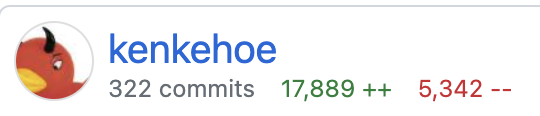 kenkehoe
322 commits 17,889 ++ 5,342 --